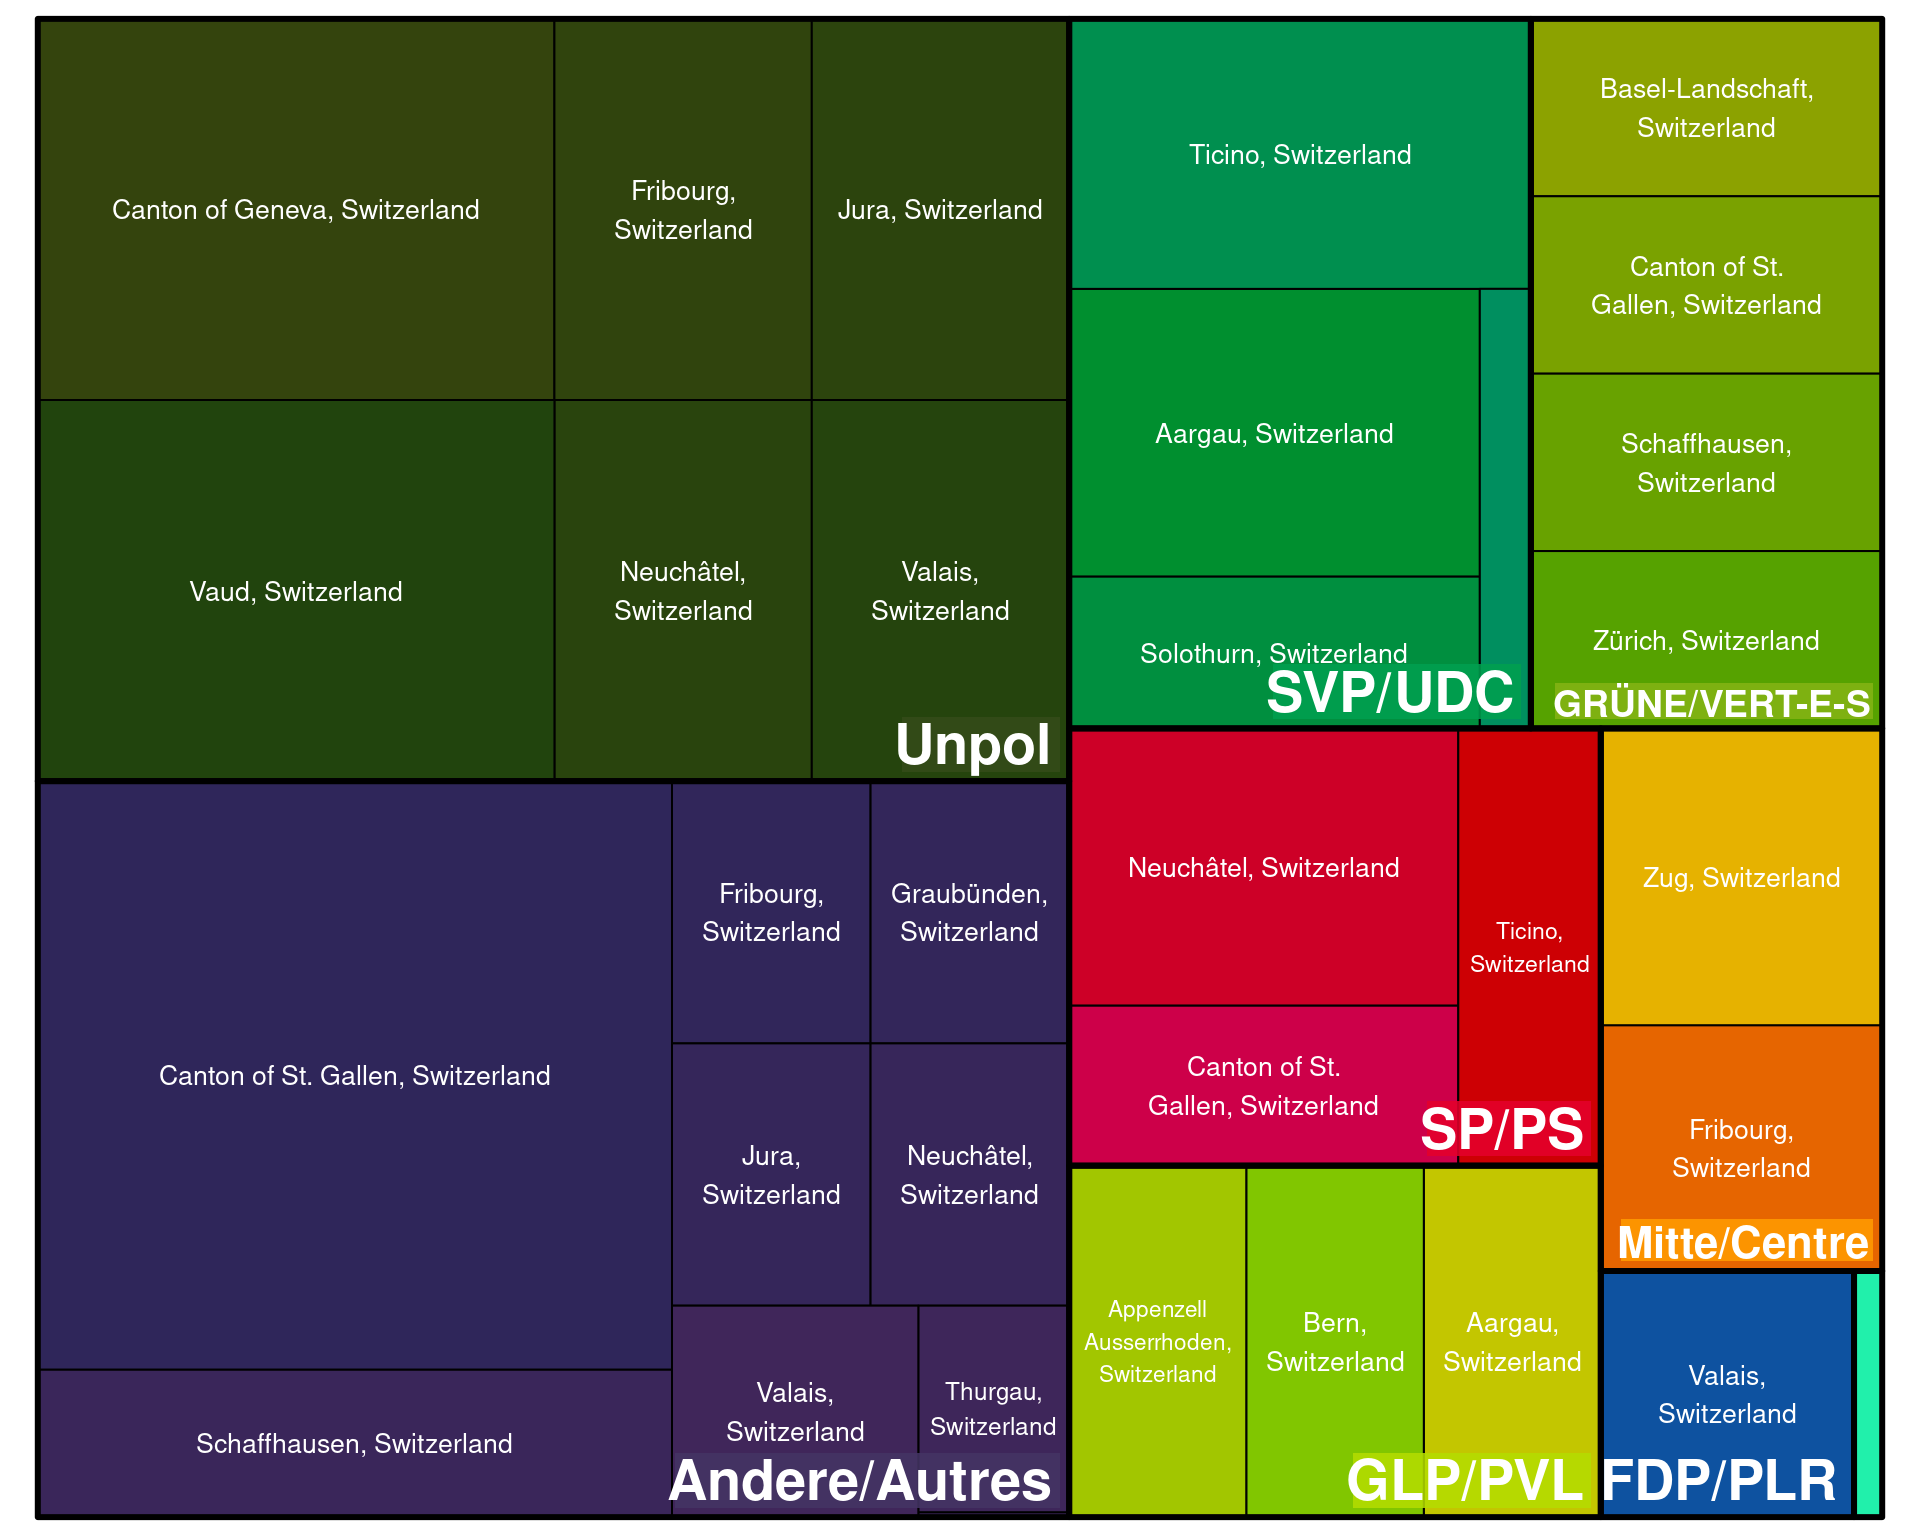 Canton of Geneva, Switzerland
Fribourg,
Switzerland
Jura, Switzerland
Vaud, Switzerland
Neuchâtel,
Switzerland
Valais,
Switzerland
Unpol
Canton of St. Gallen, Switzerland
Fribourg,
Switzerland
Graubünden,
Switzerland
Jura,
Switzerland
Neuchâtel,
Switzerland
Schaffhausen, Switzerland
Valais,
Switzerland
Thurgau,
Switzerland
Andere/Autres
Ticino, Switzerland
Aargau, Switzerland
Solothurn, Switzerland
SVP/UDC
Basel-Landschaft,
Switzerland
Canton of St.
Gallen, Switzerland
Schaffhausen,
Switzerland
Zürich, Switzerland
GRÜNE/VERT-E-S
Neuchâtel, Switzerland
Ticino,
Switzerland
Canton of St.
Gallen, Switzerland
SP/PS
Zug, Switzerland
Fribourg,
Switzerland
Mitte/Centre
Appenzell
Ausserrhoden,
Switzerland
Bern,
Switzerland
Aargau,
Switzerland
GLP/PVL
Valais,
Switzerland
FDP/PLR